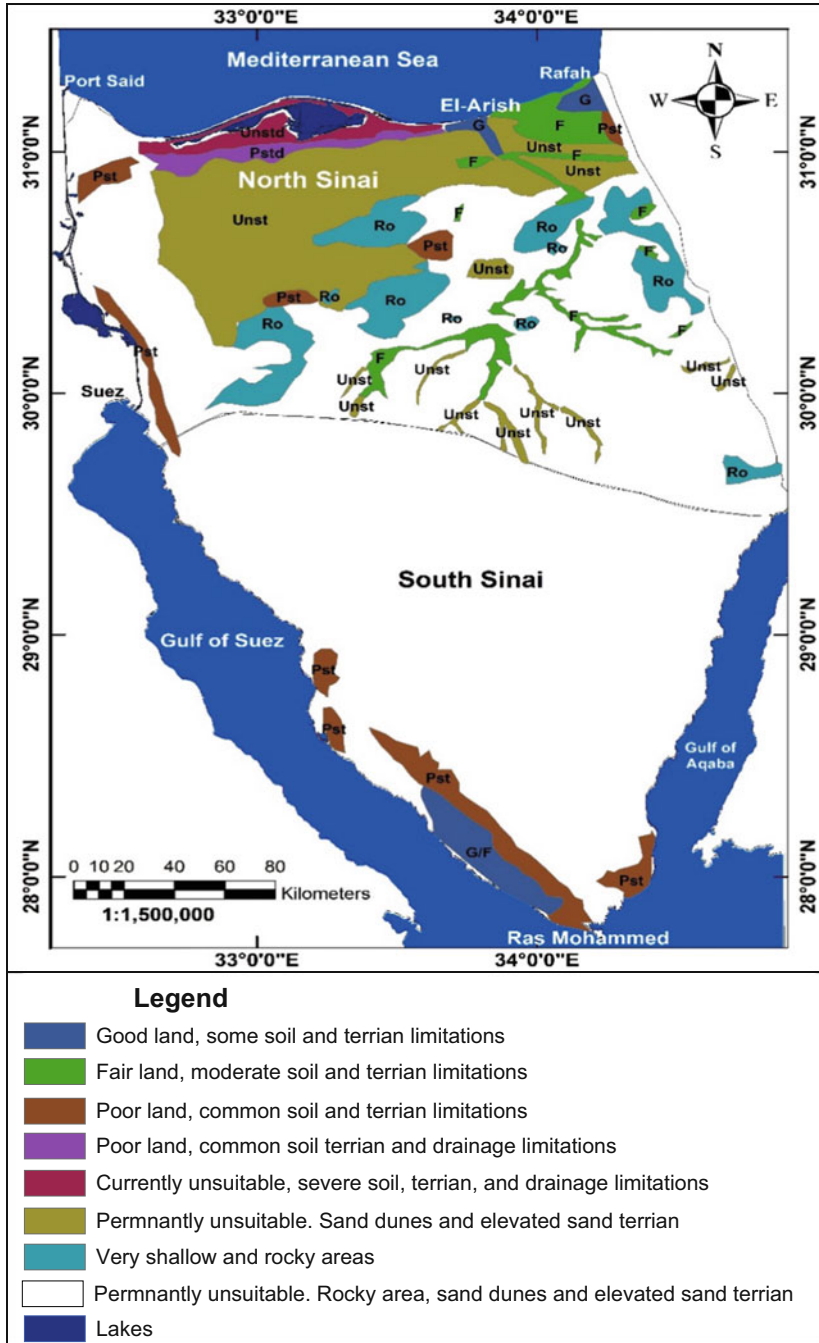 33°0'0"E 34°0'0"E
Mediterranean Sea
N
W E
S
Port Said
Rafah
El-Arish
G
G
Unstd
F
Pst
31°0'0"N
31°0'0"N
Pstd
Unst
F
F
Unst
Pst
North Sinai
Unst
Ro
F
Ro
F
Pst
Ro
F
Unst
Ro
Pst
Ro
Ro
Ro
Ro
Ro
F
F
Pst
F
Unst
Unst
Unst
Unst
30°0'0"N
30°0'0"N
Suez
Unst
Unst
Unst
Unst
Unst
Ro
South Sinai
29°0'0"N
29°0'0"N
Gulf of Suez
Pst
Pst
Gulf of
Aqaba
Pst
G/F
Pst
28°0'0"N
28°0'0"N
0 10 20 40 60 80
Kilometers
1:1,500,000
Ras Mohammed
33°0'0"E 34°0'0"E
Legend
Good land, some soil and terrian limitations
Fair land, moderate soil and terrian limitations
Poor land, common soil and terrian limitations
Poor land, common soil terrian and drainage limitations
Currently unsuitable, severe soil, terrian, and drainage limitations
Permnantly unsuitable. Sand dunes and elevated sand terrian
Very shallow and rocky areas
Permnantly unsuitable. Rocky area, sand dunes and elevated sand terrian
Lakes